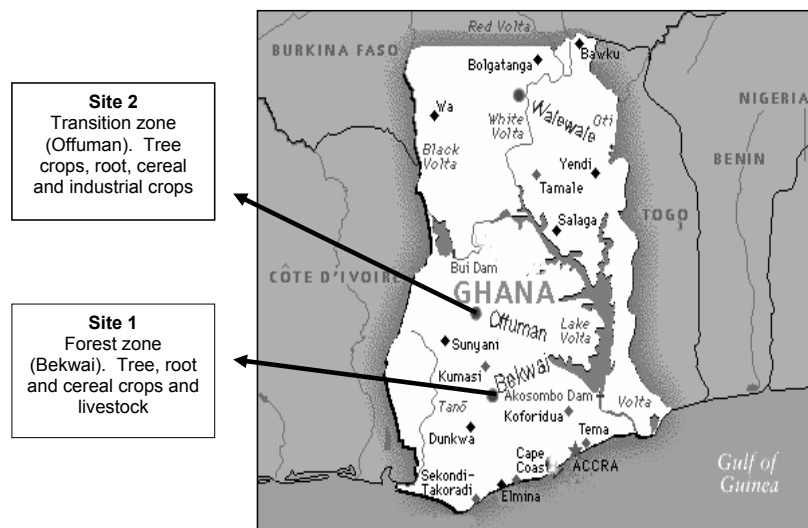 Site 2
Transition zone
(Offuman).  Tree
crops, root, cereal
and industrial crops
Site 1
Forest zone
(Bekwai).  Tree, root
and cereal crops and
livestock
Red Volta
BURKINA FASO
Bawku
Bolgatanga
NIGERIA
Wa
White
Volta
Walewale
Oti
Black
Volta
BENIN
Yendi
Tamale
TOGO
Salaga
CÔTE D'IVOIRE
Bui Dam
GHANA
Offuman
Lake
Volta
Sunyani
Kumasi
Bekwai
Tanō
Akosombo Dam
Volta
Koforidua
Dunkwa
Tema
Cape
Coast
ACCRA
Sekondi-
Takoradi
Elmina
Gulf of
Guinea